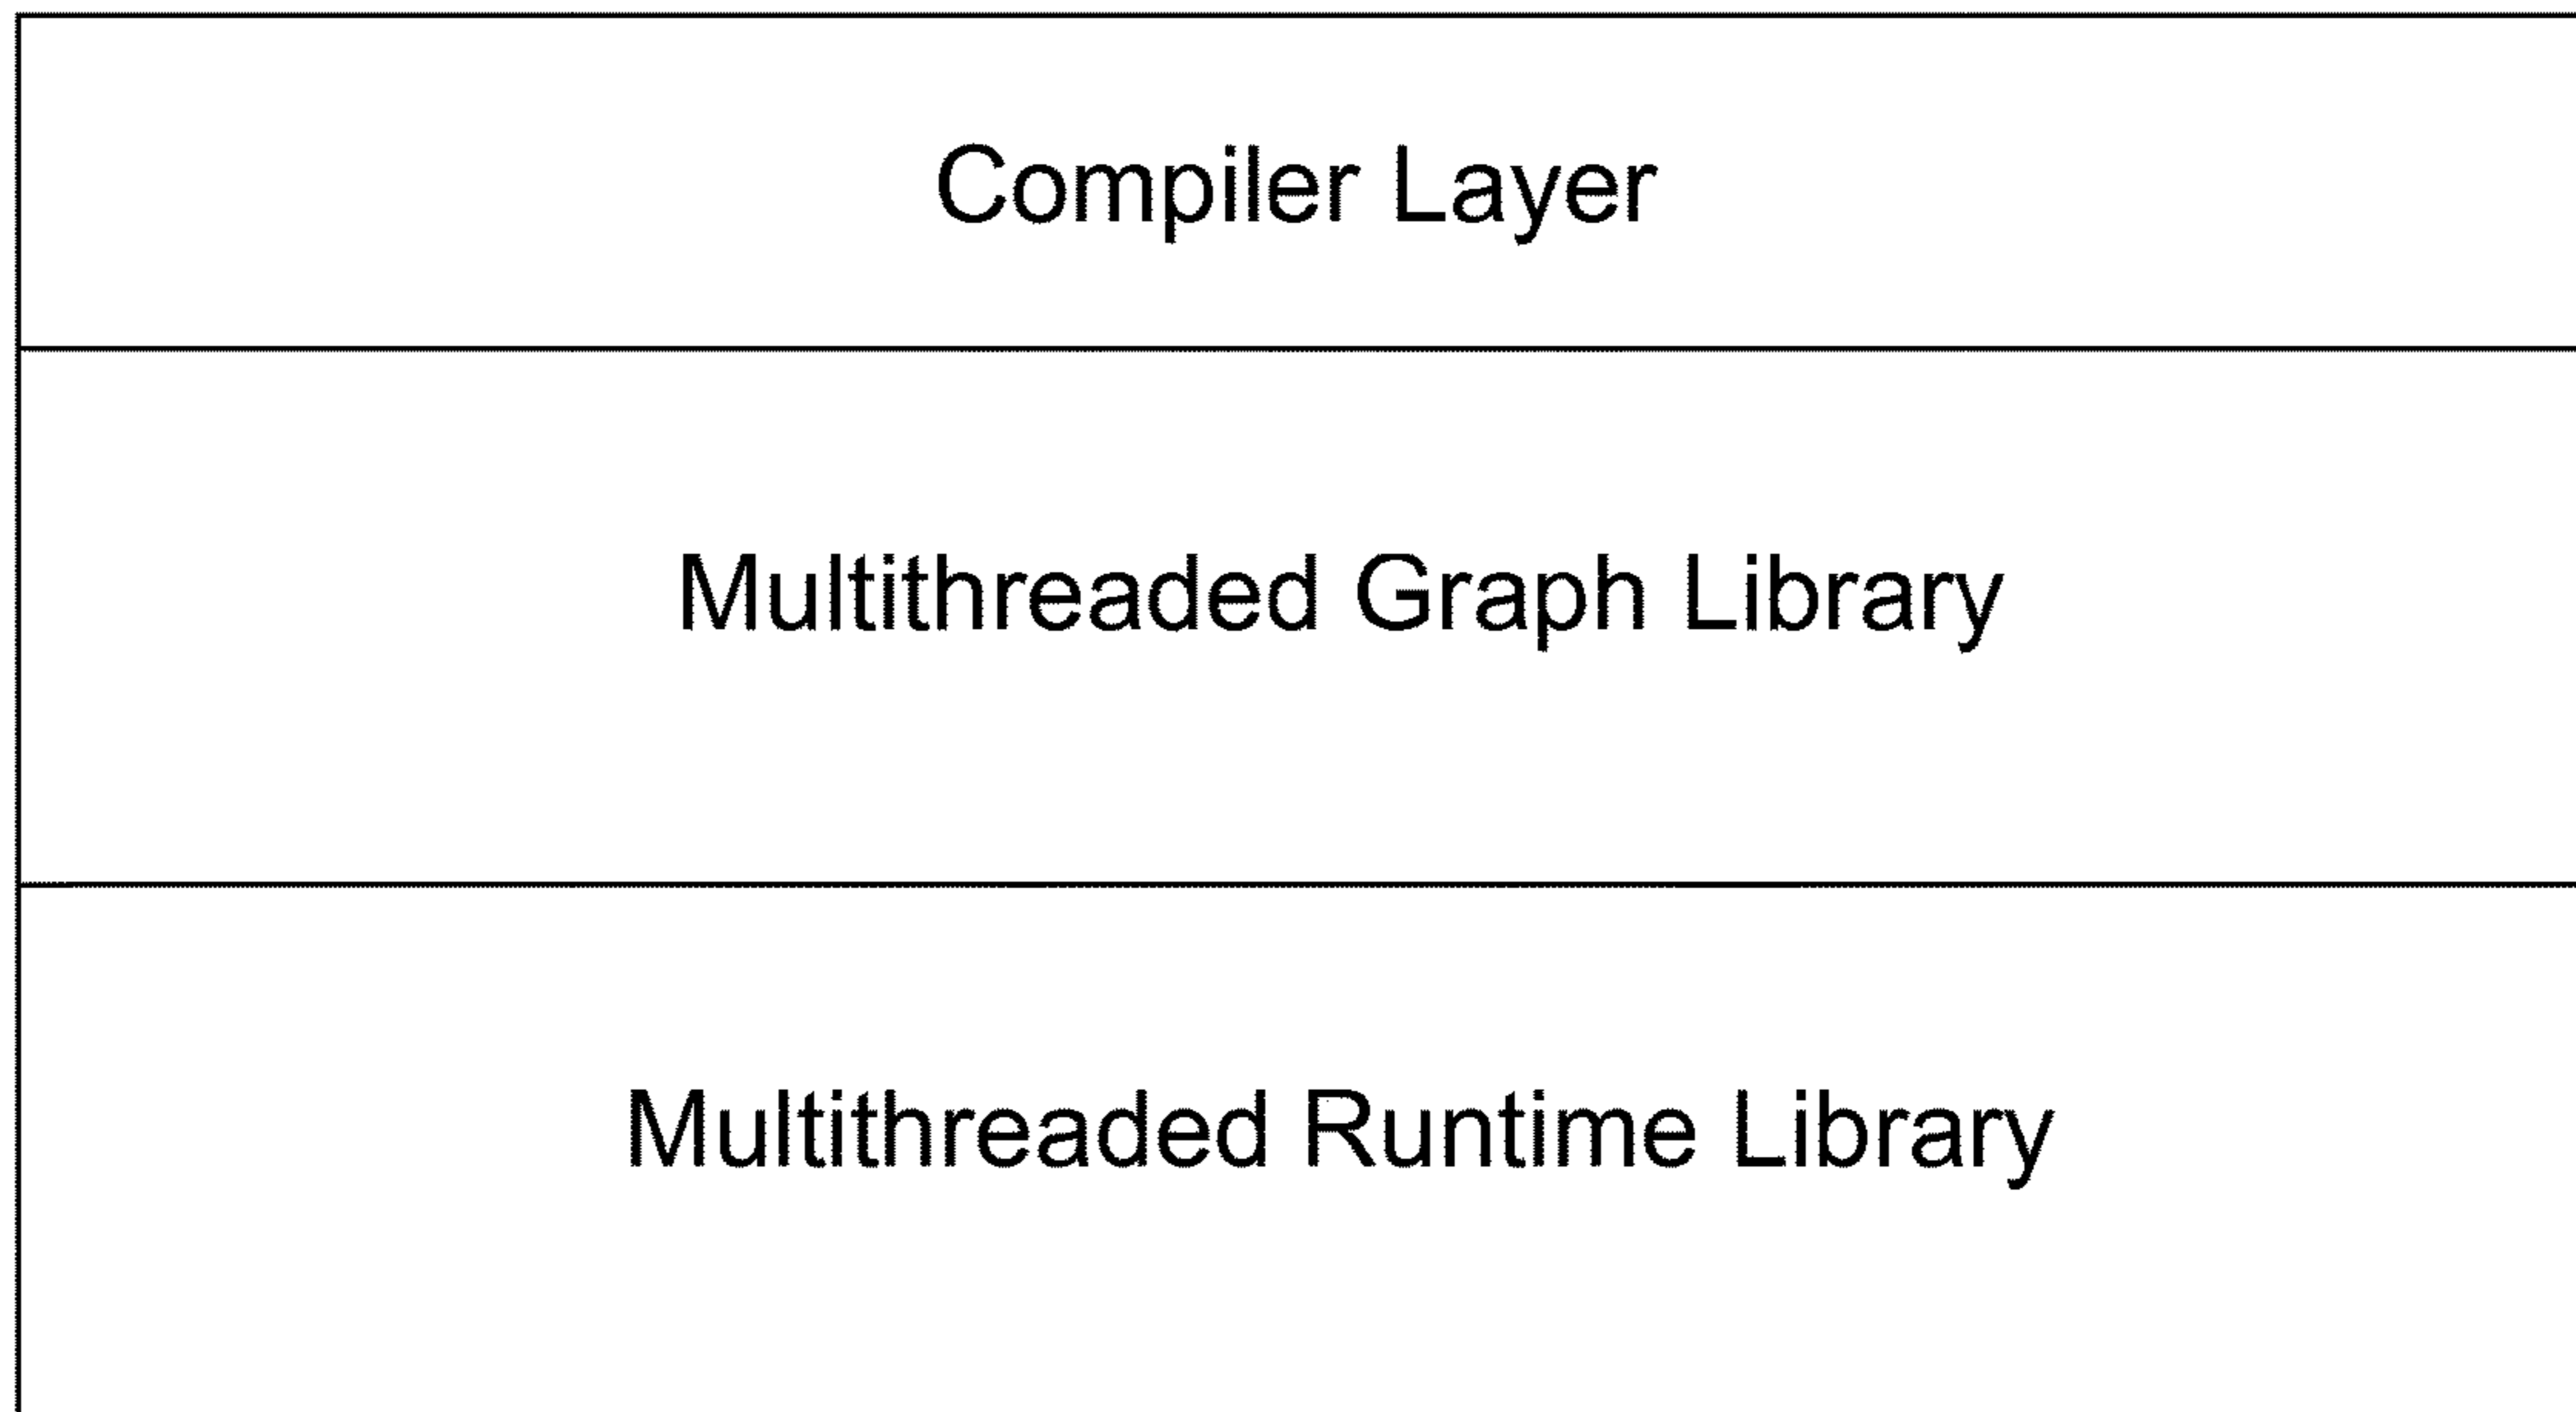 Compiler Layer
Multithreaded Graph Library
Multithreaded Runtime Library